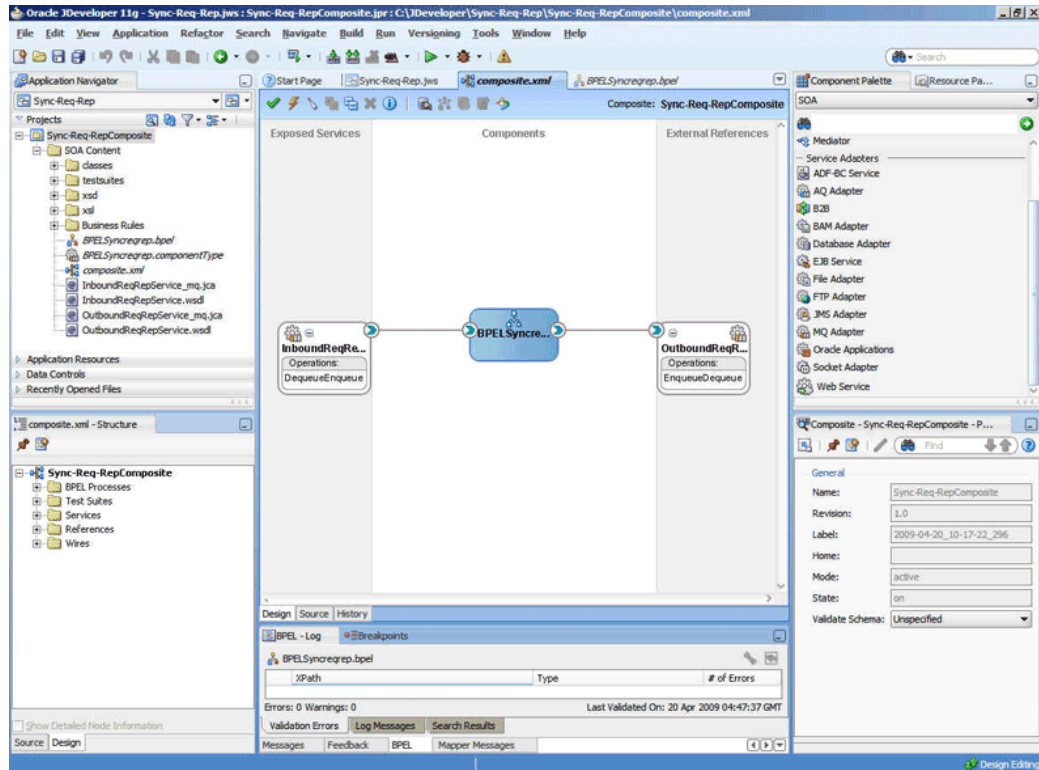 Oracle JDeveloper 11g - Sync-Req-Rep.jws : Sync-Req-RepComposite.jpr : C:\JDeveloper\Sync-Req-Rep\Sync-Req-RepComposite\composite.xml
File Edit View Application Refactor Search Navigate Build Run Versioning Tools Window Help
Search
Application Navigator
Sync-Req-Rep
Projects
Sync-Req-RepComposite
SOA Content
classes
testsuites
xsd
xsl
Business Rules
BPELSyncreqrep.bpel
BPELSyncreqrep.componentType
composite.xml
InboundReqRepService_mq.jca
InboundReqRepService.wsdl
OutboundReqRepService_mq.jca
OutboundReqRepService.wsdl
Application Resources
Data Controls
Recently Opened Files
composite.xml - Structure
Sync-Req-RepComposite
BPEL Processes
Test Suites
Services
References
Wires
Show Detailed Node Information
Source Design
Start Page Sync-Req-Rep.jws composite.xml BPELSyncreqrep.bpel
Composite: Sync-Req-RepComposite
Exposed Services Components External References
InboundReqRe...
Operations:
DequeueEnqueue
BPELSyncre...
OutboundReqR...
Operations:
EnqueueDequeue
Design Source History
BPEL - Log Breakpoints
BPELSyncreqrep.bpel
XPath Type # of Errors
Errors: 0 Warnings: 0 Last Validated On: 20 Apr 2009 04:47:37 GMT
Validation Errors Log Messages Search Results
Messages Feedback BPEL Mapper Messages
Component Palette Resource Pa...
SOA
Mediator
Service Adapters
ADF-BC Service
AQ Adapter
B2B
BAM Adapter
Database Adapter
EJB Service
File Adapter
FTP Adapter
JMS Adapter
MQ Adapter
Oracle Applications
Socket Adapter
Web Service
Composite - Sync-Req-RepComposite - P...
Find
General
Name: Sync-Req-RepComposite
Revision: 1.0
Label: 2009-04-20_10-17-22_296
Home:
Mode: active
State: on
Validate Schema: Unspecified
Design Editing